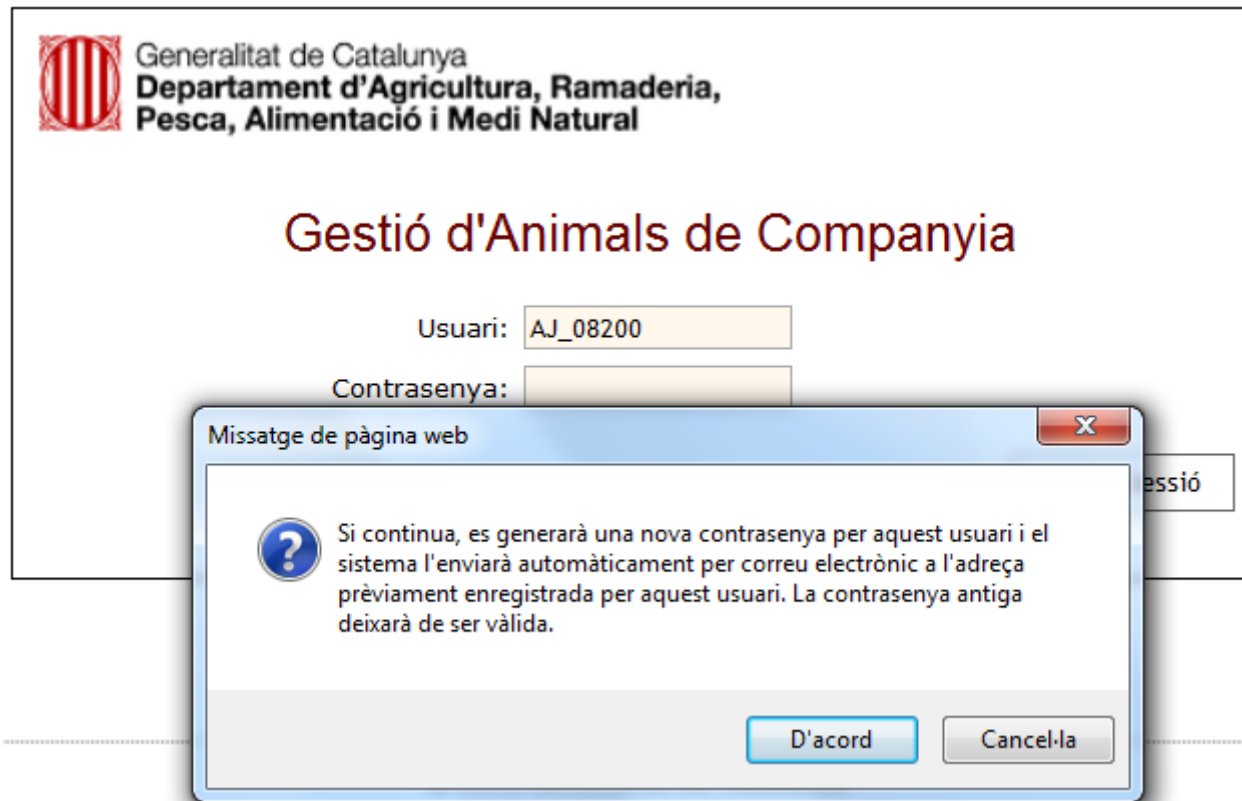 Generalitat de Catalunya
Departament d'Agricultura, Ramaderia,
Pesca, Alimentació i Medi Natural
Gestió d'Animals de Companyia
Usuari: AJ_08200
Contrasenya:
Missatge de pàgina web
Si continua, es generarà una nova contrasenya per aquest usuari i el
sistema l'enviarà automàticament per correu electrònic a l'adreça
prèviament enregistrada per aquest usuari. La contrasenya antiga
deixarà de ser vàlida.
D'acord
Cancel·la